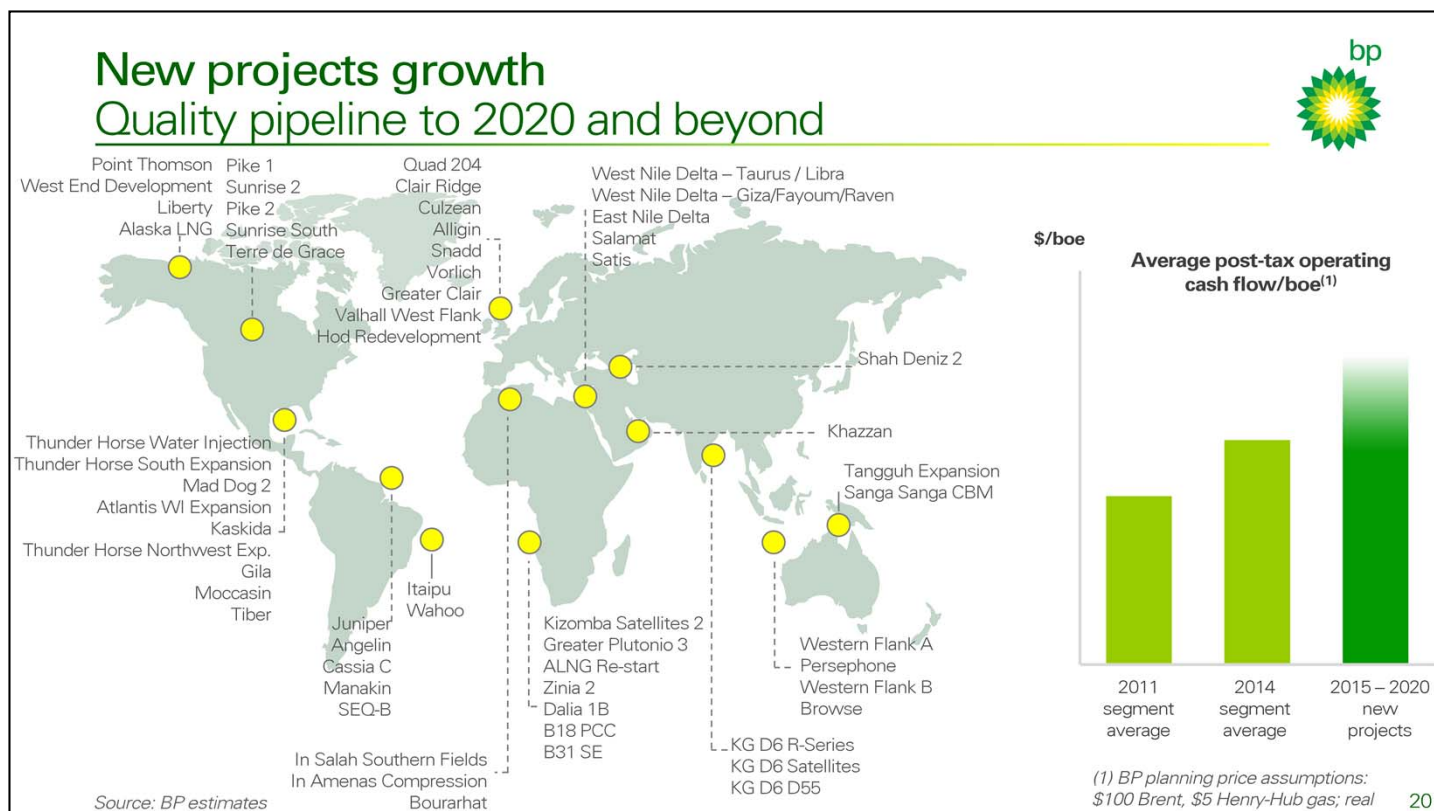 New projects growth
Quality pipeline to 2020 and beyond
bp
Point Thomson
West End Development
Liberty
Alaska LNG
Pike 1
Sunrise 2
Pike 2
Sunrise South
Terre de Grace
Quad 204
Clair Ridge
Culzean
Alligin
Snadd
Vorlich
Greater Clair
Valhall West Flank
Hod Redevelopment
West Nile Delta – Taurus / Libra
West Nile Delta – Giza/Fayoum/Raven
East Nile Delta
Salamat
Satis
Shah Deniz 2
Khazzan
Tangguh Expansion
Sanga Sanga CBM
Thunder Horse Water Injection
Thunder Horse South Expansion
Mad Dog 2
Atlantis WI Expansion
Kaskida
Thunder Horse Northwest Exp.
Gila
Moccasin
Tiber
Itaipu
Wahoo
Juniper
Angelin
Cassia C
Manakin
SEQ-B
Kizomba Satellites 2
Greater Plutonio 3
ALNG Re-start
Zinia 2
Dalia 1B
B18 PCC
B31 SE
Western Flank A
Persephone
Western Flank B
Browse
In Salah Southern Fields
In Amenas Compression
Bourarhat
KG D6 R-Series
KG D6 Satellites
KG D6 D55
$/boe
Average post-tax operating
cash flow/boe(1)
2011
segment
average
2014
segment
average
2015 – 2020
new
projects
(1) BP planning price assumptions:
$100 Brent, $5 Henry-Hub gas; real
Source: BP estimates
20